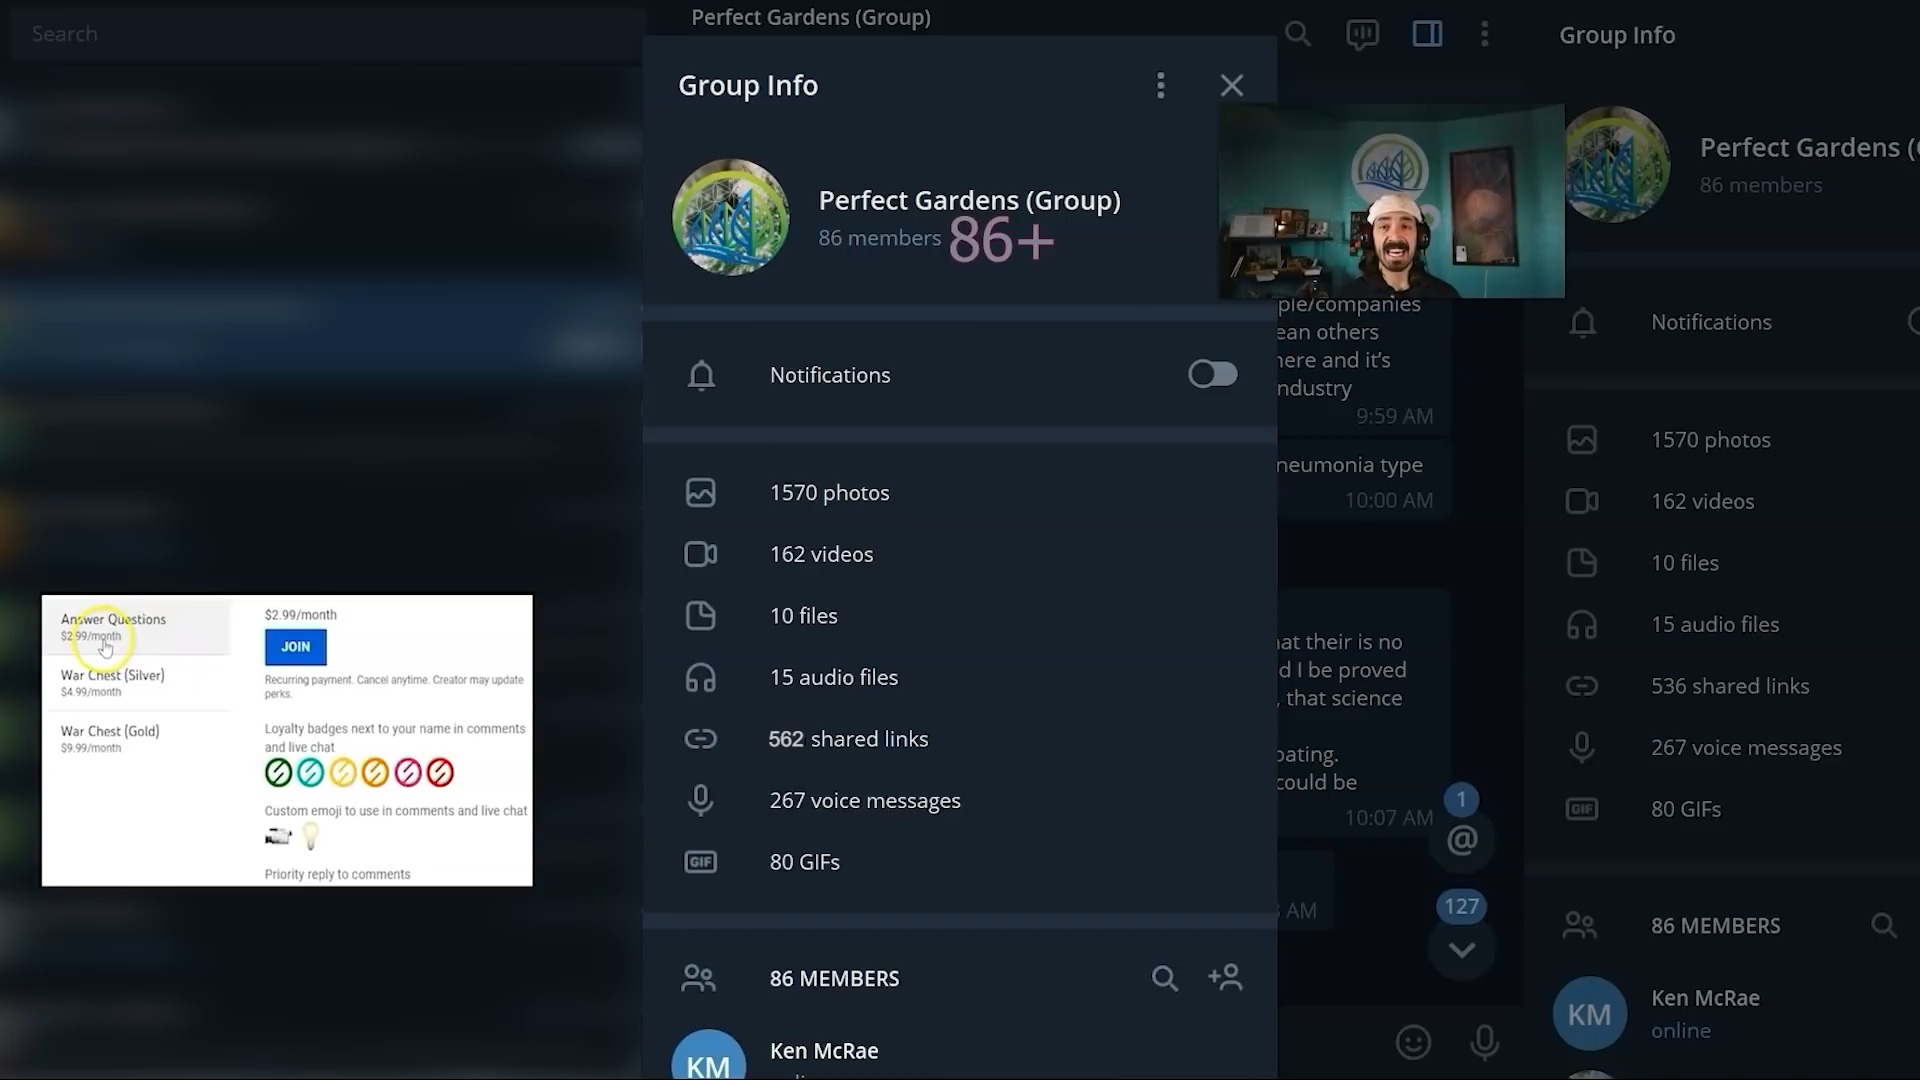 Search
Perfect Gardens (Group)
Group Info
Perfect Gardens (Group)
86 members
86+
Notifications
1570 photos
162 videos
10 files
15 audio files
562 shared links
267 voice messages
GIF
80 GIFs
86 MEMBERS
KM
Ken McRae
Answer Questions
$2.99/month
War Chest (Silver)
$4.99/month
War Chest (Gold)
$9.99/month
$2.99/month
JOIN
Recurring payment. Cancel anytime. Creator may update
perks.
Loyalty badges next to your name in comments
and live chat
Custom emoji to use in comments and live chat
Priority reply to comments
ple/companies
ean others
here and it's
ndustry
9:59 AM
neumonia type
10:00 AM
at their is no
d I be proved
, that science
pating.
could be
10:07 AM
AM
1
@
127
Group Info
Perfect Gardens (
86 members
Notifications
1570 photos
162 videos
10 files
15 audio files
536 shared links
267 voice messages
GIF
80 GIFs
86 MEMBERS
KM
Ken McRae
online